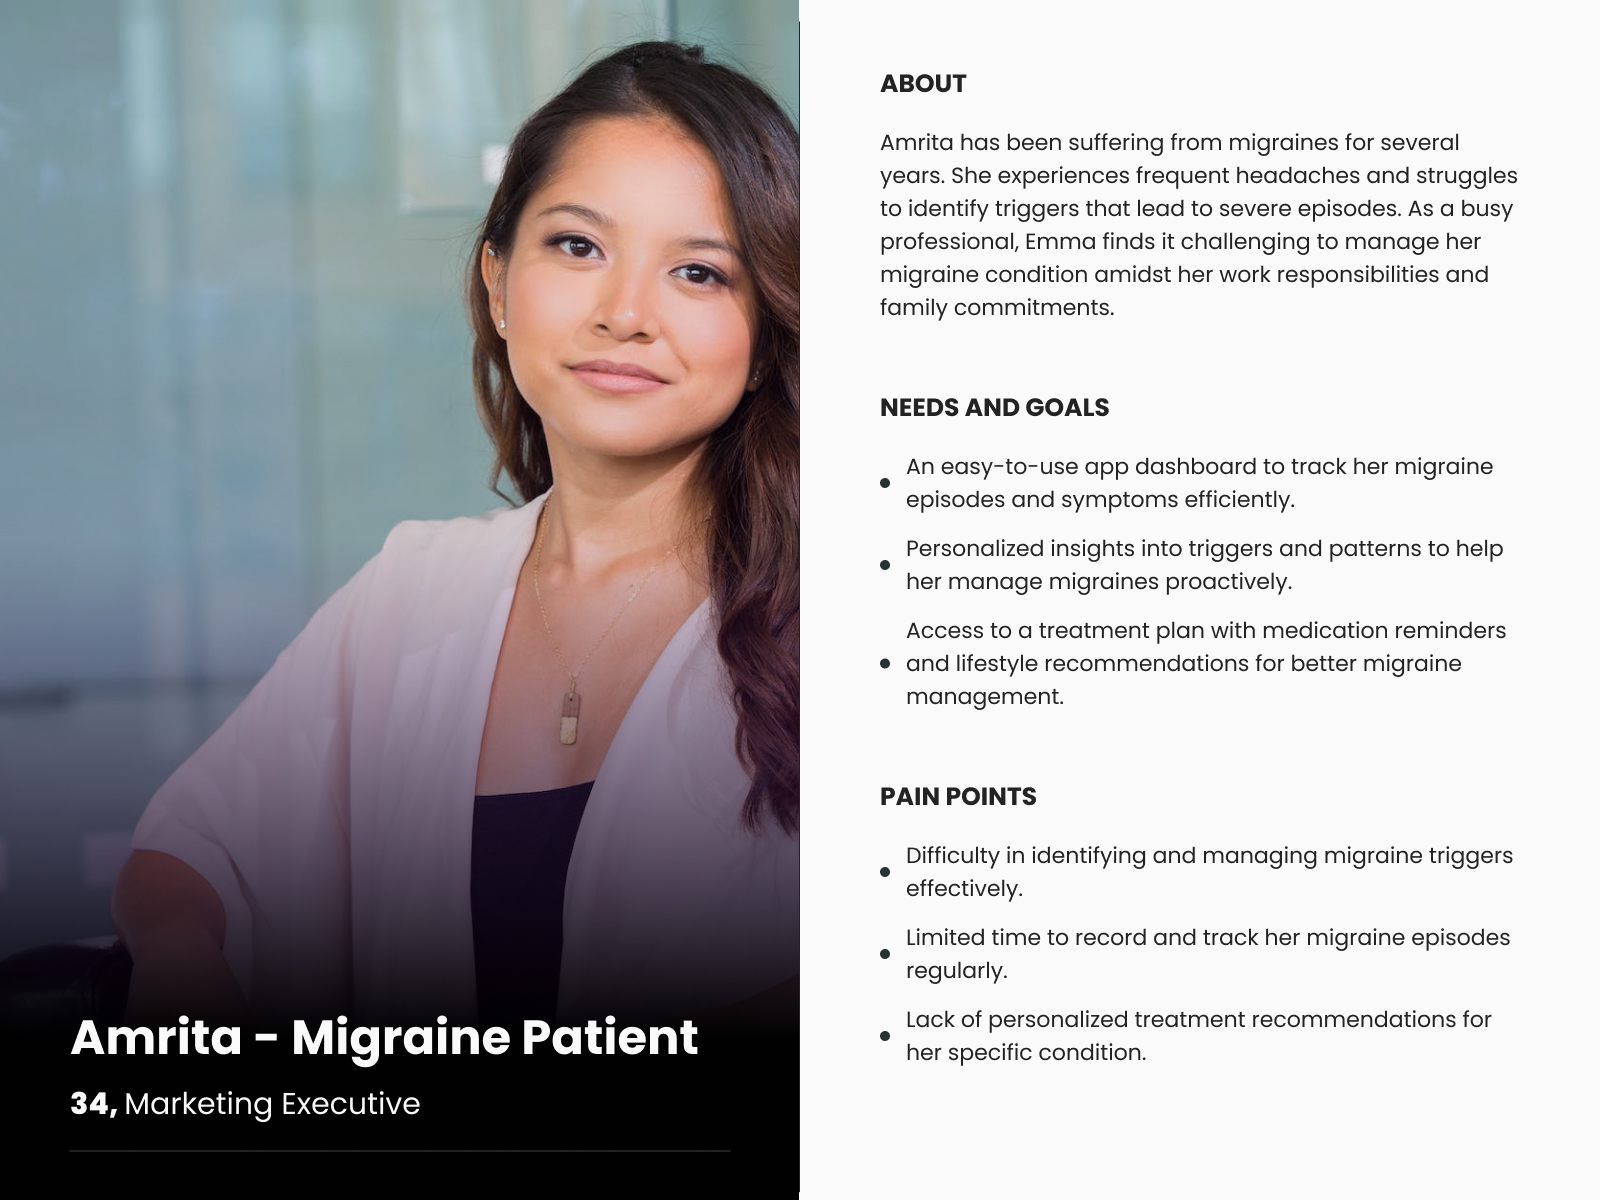 Amrita - Migraine Patient
34, Marketing Executive
ABOUT
Amrita has been suffering from migraines for several
years. She experiences frequent headaches and struggles
to identify triggers that lead to severe episodes. As a busy
professional, Emma finds it challenging to manage her
migraine condition amidst her work responsibilities and
family commitments.
NEEDS AND GOALS
• An easy-to-use app dashboard to track her migraine
episodes and symptoms efficiently.
• Personalized insights into triggers and patterns to help
her manage migraines proactively.
• Access to a treatment plan with medication reminders
and lifestyle recommendations for better migraine
management.
PAIN POINTS
• Difficulty in identifying and managing migraine triggers
effectively.
• Limited time to record and track her migraine episodes
regularly.
• Lack of personalized treatment recommendations for
her specific condition.